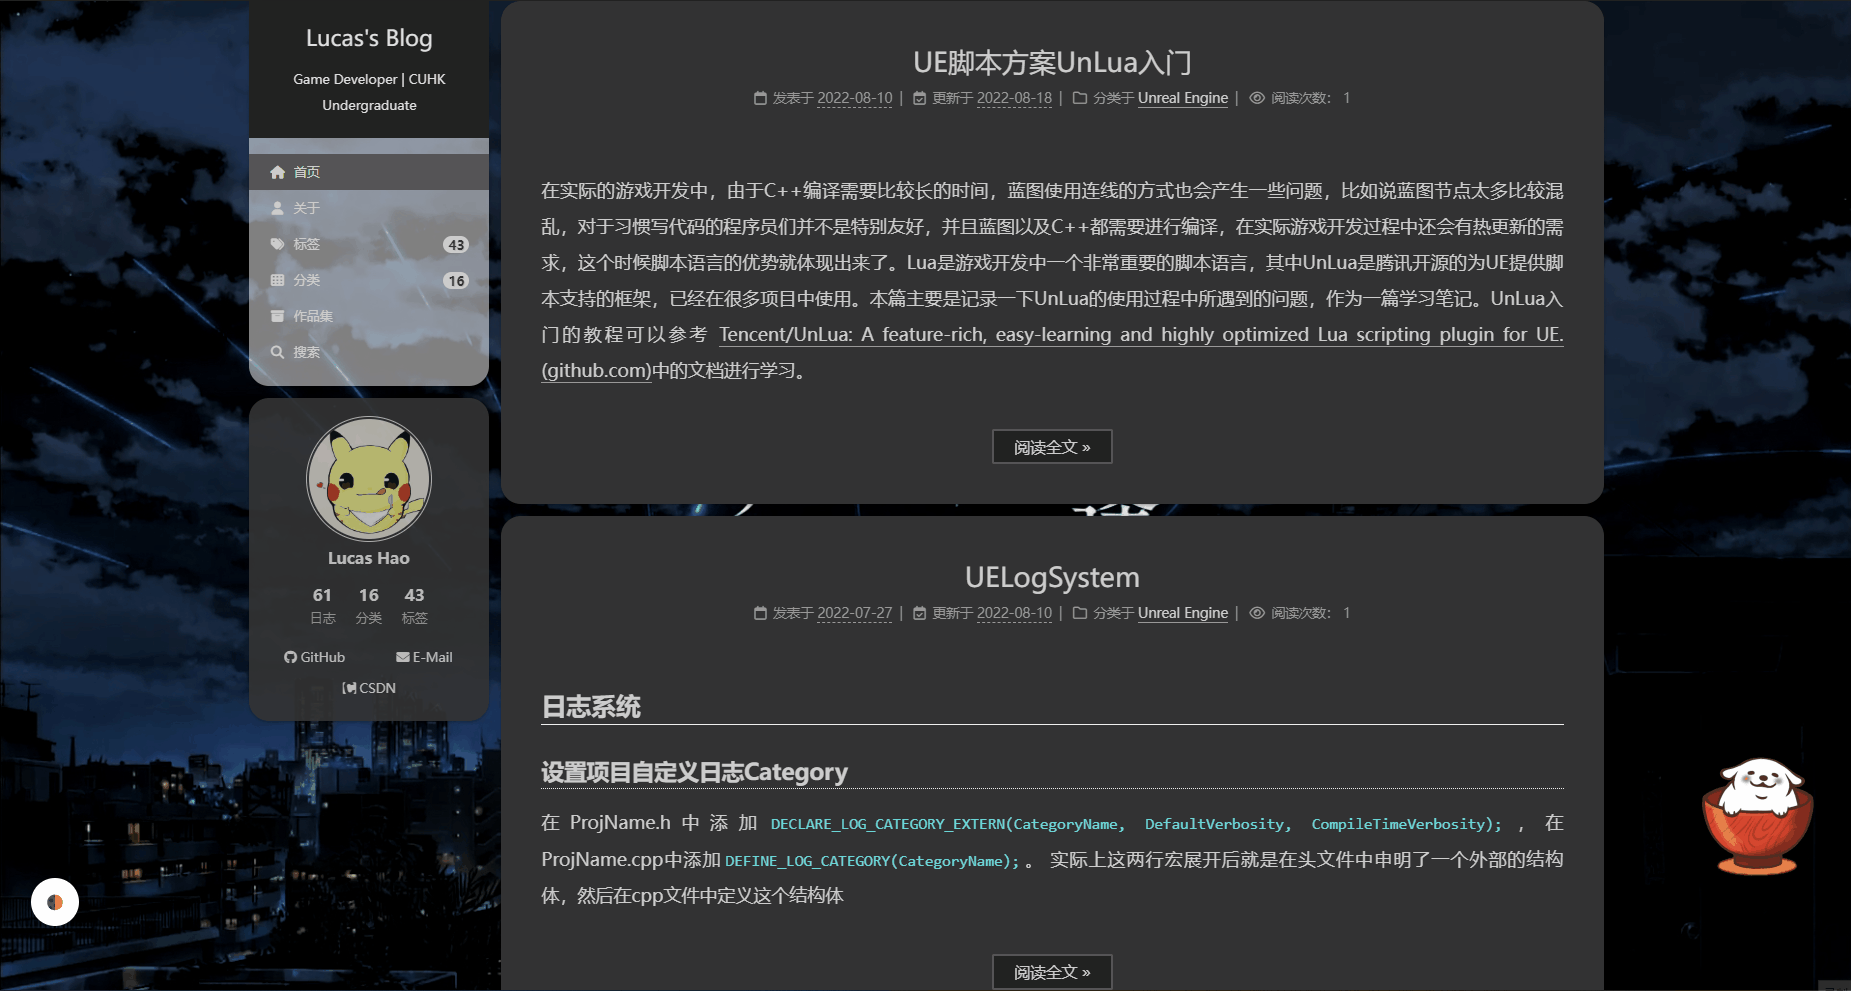 Lucas's Blog
Game Developer | CUHK
Undergraduate
首页
关于
标签 43
分类 16
作品集
搜索
Lucas Hao
61 16 43
日志 分类 标签
GitHub E-Mail
CSDN
UE脚本方案UnLua入门
发表于 2022-08-10 | 更新于 2022-08-18 | 分类于 Unreal Engine | 阅读次数: 1
在实际的游戏开发中，由于C++编译需要比较长的时间，蓝图使用连线的方式也会产生一些问题，比如说蓝图节点太多比较混
乱，对于习惯写代码的程序员们并不是特别友好，并且蓝图以及C++都需要进行编译，在实际游戏开发过程中还会有热更新的需
求，这个时候脚本语言的优势就体现出来了。Lua是游戏开发中一个非常重要的脚本语言，其中UnLua是腾讯开源的为UE提供脚
本支持的框架，已经在很多项目中使用。本篇主要是记录一下UnLua的使用过程中所遇到的问题，作为一篇学习笔记。UnLua入
门的教程可以参考 Tencent/UnLua: A feature-rich, easy-learning and highly optimized Lua scripting plugin for UE.
(github.com)中的文档进行学习。
阅读全文 »
UELogSystem
发表于 2022-07-27 | 更新于 2022-08-10 | 分类于 Unreal Engine | 阅读次数: 1
日志系统
设置项目自定义日志Category
在 ProjName.h 中添加 DECLARE_LOG_CATEGORY_EXTERN(CategoryName, DefaultVerbosity, CompileTimeVerbosity); ，在
ProjName.cpp中添加 DEFINE_LOG_CATEGORY(CategoryName); 。 实际上这两行宏展开后就是在头文件中申明了一个外部的结构
体，然后在cpp文件中定义这个结构体
阅读全文 »